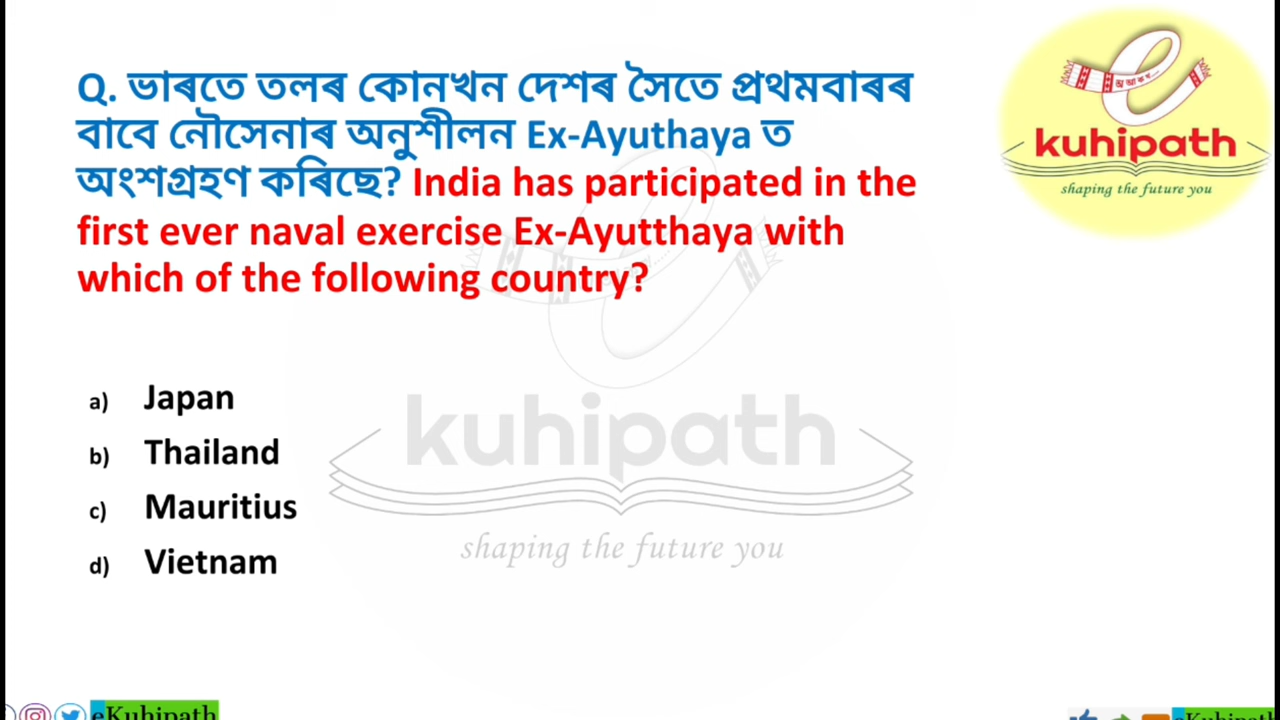 Q. ভাৰতে তলৰ কোনখন দেশৰ সৈতে প্ৰথমবাৰৰ
বাবে নৌসেনাৰ অনুশীলন Ex-Ayuthaya ত
অংশগ্ৰহণ কৰিছে? India has participated in the
first ever naval exercise Ex-Ayutthaya with
which of the following country?
a) Japan
b) Thailand
c) Mauritius
d) Vietnam
kuhipath
shaping the future you
kuhipath
shaping the future you
eKuhipath
eKuhipath